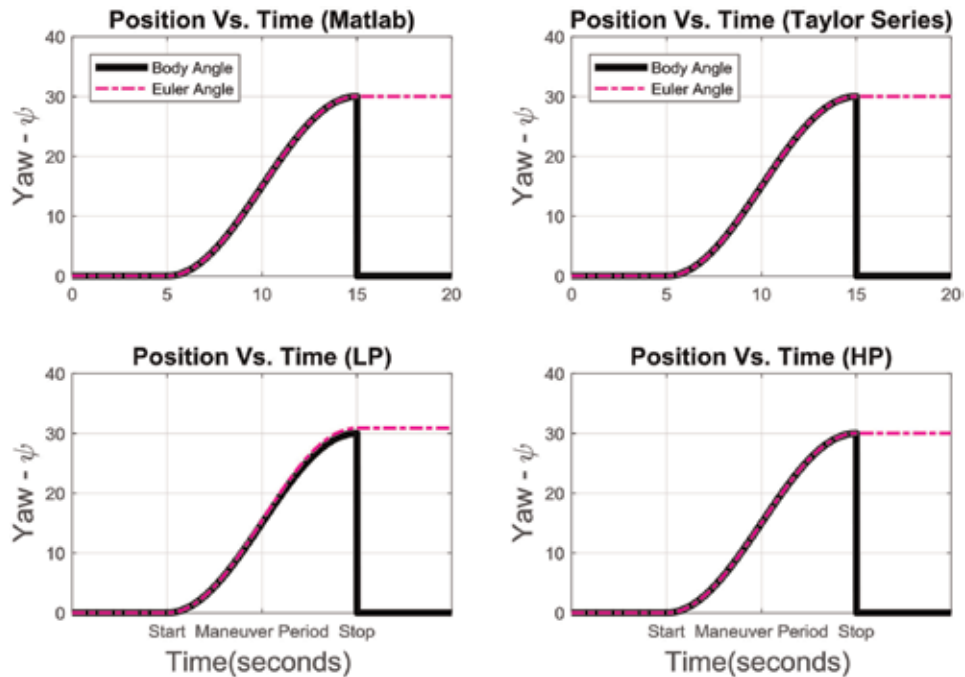 Position Vs. Time (Matlab)
Yaw - ψ
40
30
20
10
0
Body Angle
Euler Angle
0 5 10 15 20
Position Vs. Time (Taylor Series)
Yaw - ψ
40
30
20
10
0
Body Angle
Euler Angle
0 5 10 15 20
Position Vs. Time (LP)
Yaw - ψ
40
30
20
10
0
Start Maneuver Period Stop
Time(seconds)
Position Vs. Time (HP)
Yaw - ψ
40
30
20
10
0
Start Maneuver Period Stop
Time(seconds)